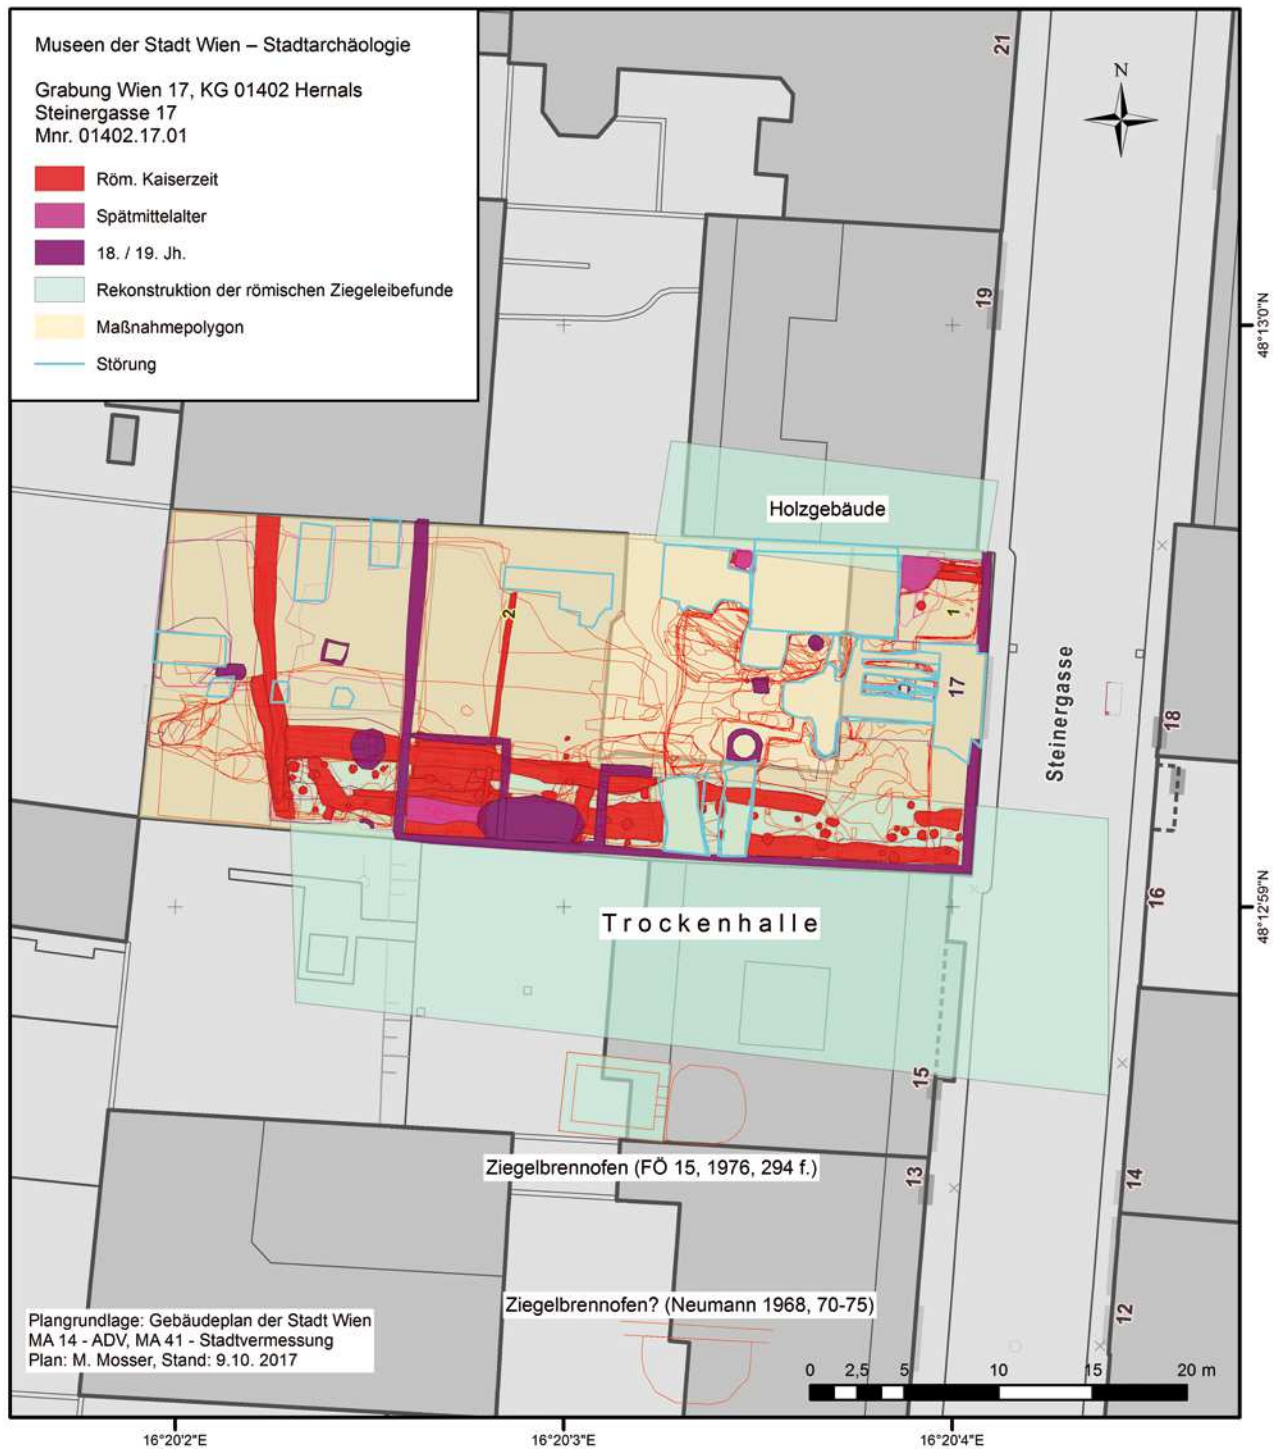 Museen der Stadt Wien – Stadtarchäologie
Grabung Wien 17, KG 01402 Hernals
Steinergasse 17
Mnr. 01402.17.01
Röm. Kaiserzeit
Spätmittelalter
18. / 19. Jh.
Rekonstruktion der römischen Ziegeleibefunde
Maßnahmepolygon
Störung
N
21
19
48°13'0"N
Holzgebäude
2
1
17
Steinergasse
18
16
48°12'59"N
Trockenhalle
15
13
14
Ziegelbrennofen (FÖ 15, 1976, 294 f.)
Ziegelbrennofen? (Neumann 1968, 70-75)
12
Plangrundlage: Gebäudeplan der Stadt Wien
MA 14 - ADV, MA 41 - Stadtvermessung
Plan: M. Mosser, Stand: 9.10. 2017
0 2,5 5 10 15 20 m
16°20'2"E 16°20'3"E 16°20'4"E